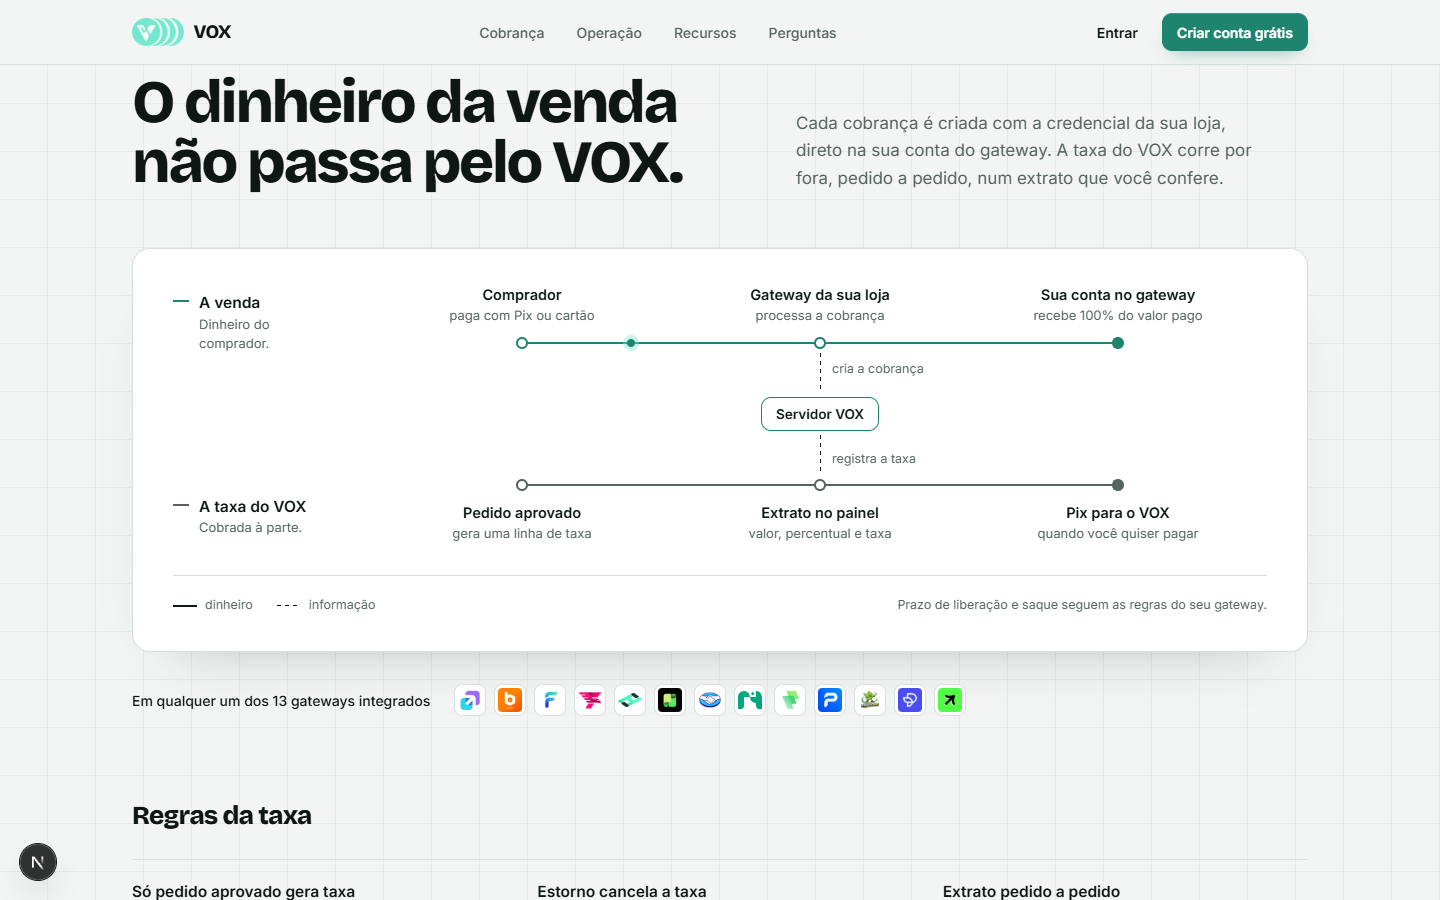 VOX
Cobrança
Operação
Recursos
Perguntas
Entrar
Criar conta grátis
O dinheiro da venda
não passa pelo VOX.
Cada cobrança é criada com a credencial da sua loja,
direto na sua conta do gateway. A taxa do VOX corre por
fora, pedido a pedido, num extrato que você confere.
A venda
Dinheiro do
comprador.
Comprador
paga com Pix ou cartão
Gateway da sua loja
processa a cobrança
Sua conta no gateway
recebe 100% do valor pago
cria a cobrança
Servidor VOX
registra a taxa
A taxa do VOX
Cobrada à parte.
Pedido aprovado
gera uma linha de taxa
Extrato no painel
valor, percentual e taxa
Pix para o VOX
quando você quiser pagar
dinheiro
informação
Prazo de liberação e saque seguem as regras do seu gateway.
Em qualquer um dos 13 gateways integrados
Regras da taxa
Só pedido aprovado gera taxa
Estorno cancela a taxa
Extrato pedido a pedido